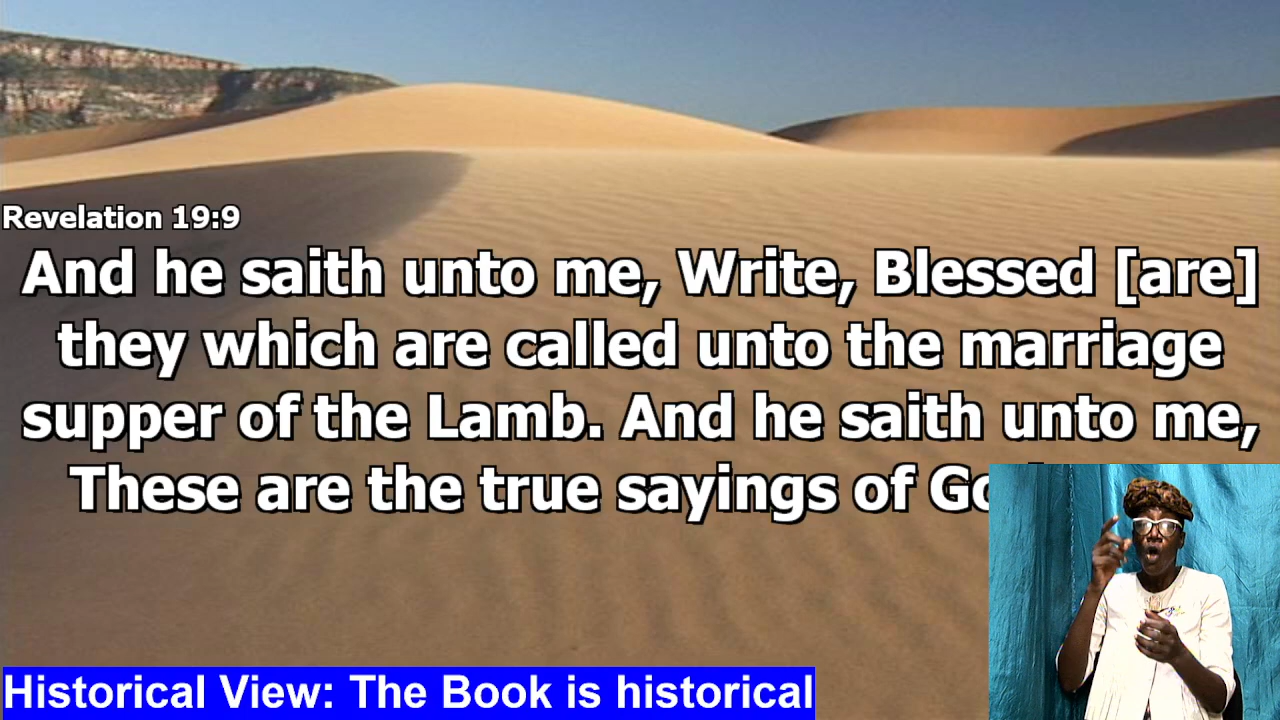 Revelation 19:9
And he saith unto me, Write, Blessed [are]
they which are called unto the marriage
supper of the Lamb. And he saith unto me,
These are the true sayings of
Historical View: The Book is historical